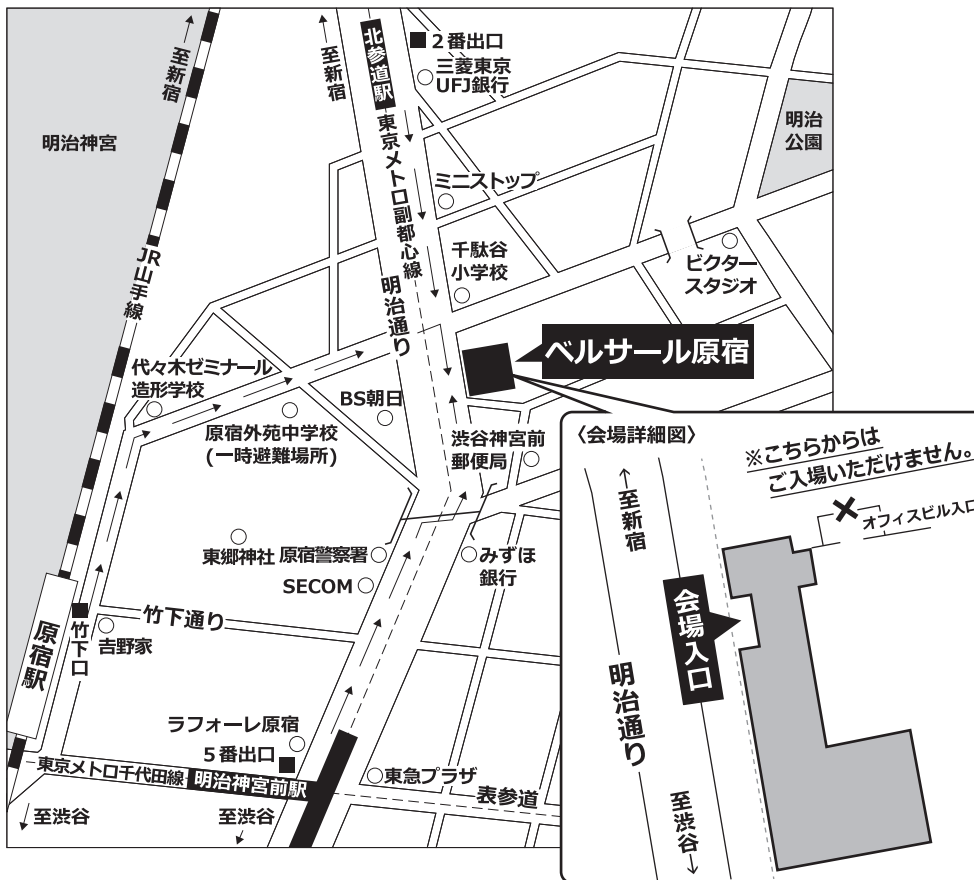 至新宿
至新宿
北参道駅
2番出口
三菱東京
UFJ銀行
明治神宮
明治
公園
東京メトロ副都心線
ミニストップ
千駄谷
小学校
ビクター
スタジオ
JR山手線
明治通り
ベルサール原宿
代々木ゼミナール
造形学校
BS朝日
原宿外苑中学校
(一時避難場所)
渋谷神宮前
郵便局
東郷神社
原宿警察署
SECOM
みずほ
銀行
竹下通り
原宿駅
竹下口
吉野家
ラフォーレ原宿
5番出口
東京メトロ千代田線
明治神宮前駅
東急プラザ
表参道
至渋谷
至渋谷
〈会場詳細図〉
※こちらからは
ご入場いただけません。
オフィスビル入口
至新宿
会場入口
明治通り
至渋谷